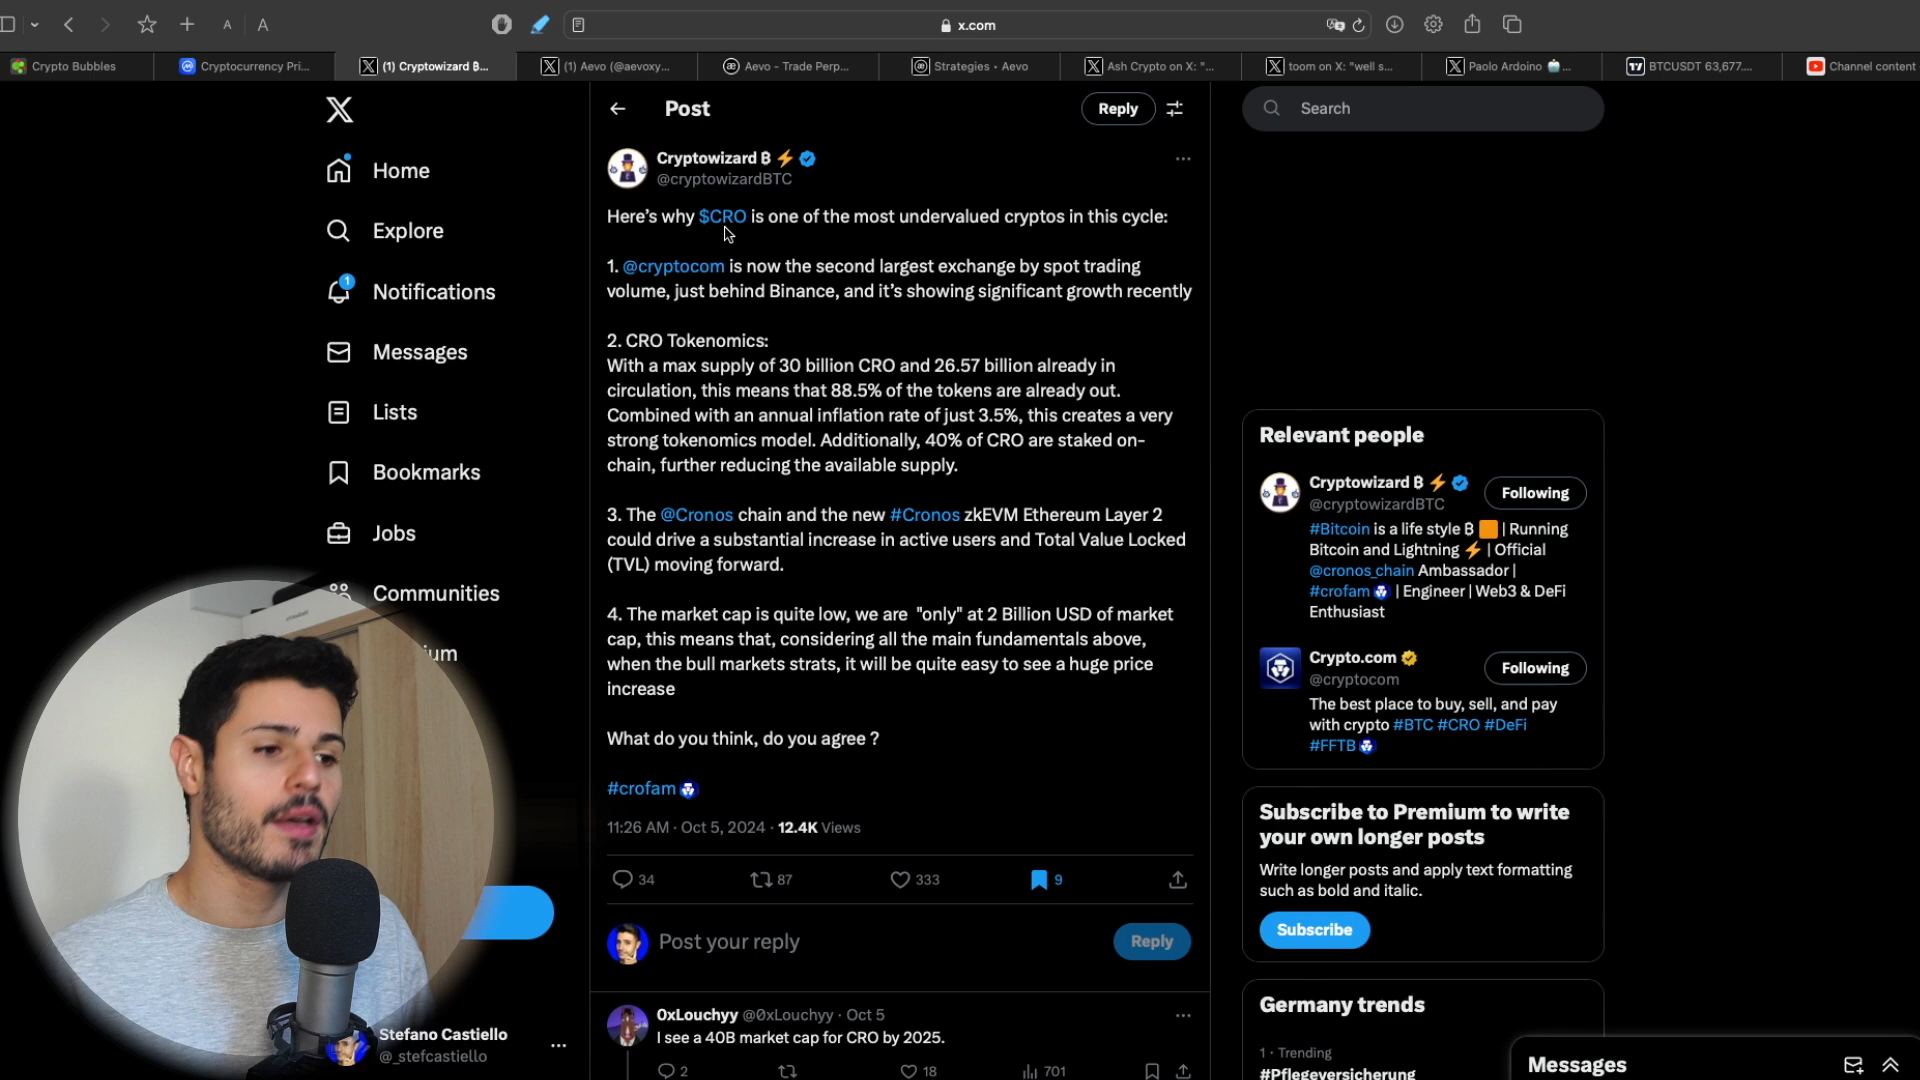 A
A
x.com
Crypto Bubbles
Cryptocurrency Pri...
(1) Cryptowizard ₿...
(1) Aevo (@aevoxy...
Aevo - Trade Perp...
Strategies • Aevo
Ash Crypto on X: "...
toom on X: "well s...
Paolo Ardoino 🤖...
BTCUSDT 63,677....
Channel content
Home
Explore
1
Notifications
Messages
Lists
Bookmarks
Jobs
Communities
ium
Stefano Castiello
@_stefcastiello
Post
Reply
Cryptowizard ₿ ⚡
@cryptowizardBTC
Here's why $CRO is one of the most undervalued cryptos in this cycle:
1. @cryptocom is now the second largest exchange by spot trading
volume, just behind Binance, and it's showing significant growth recently
2. CRO Tokenomics:
With a max supply of 30 billion CRO and 26.57 billion already in
circulation, this means that 88.5% of the tokens are already out.
Combined with an annual inflation rate of just 3.5%, this creates a very
strong tokenomics model. Additionally, 40% of CRO are staked on-
chain, further reducing the available supply.
3. The @Cronos chain and the new #Cronos zkEVM Ethereum Layer 2
could drive a substantial increase in active users and Total Value Locked
(TVL) moving forward.
4. The market cap is quite low, we are "only" at 2 Billion USD of market
cap, this means that, considering all the main fundamentals above,
when the bull markets strats, it will be quite easy to see a huge price
increase
What do you think, do you agree ?
#crofam
11:26 AM · Oct 5, 2024 · 12.4K Views
34 87 333 9
Post your reply
Reply
0xLouchyy @0xLouchyy · Oct 5
I see a 40B market cap for CRO by 2025.
2 18 701
Search
Relevant people
Cryptowizard ₿ ⚡
@cryptowizardBTC
Following
#Bitcoin is a life style ₿ 🟧 | Running
Bitcoin and Lightning ⚡ | Official
@cronos_chain Ambassador |
#crofam | Engineer | Web3 & DeFi
Enthusiast
Crypto.com
@cryptocom
Following
The best place to buy, sell, and pay
with crypto #BTC #CRO #DeFi
#FFTB
Subscribe to Premium to write
your own longer posts
Write longer posts and apply text formatting
such as bold and italic.
Subscribe
Germany trends
1 · Trending
#Pflegeversicherung
Messages